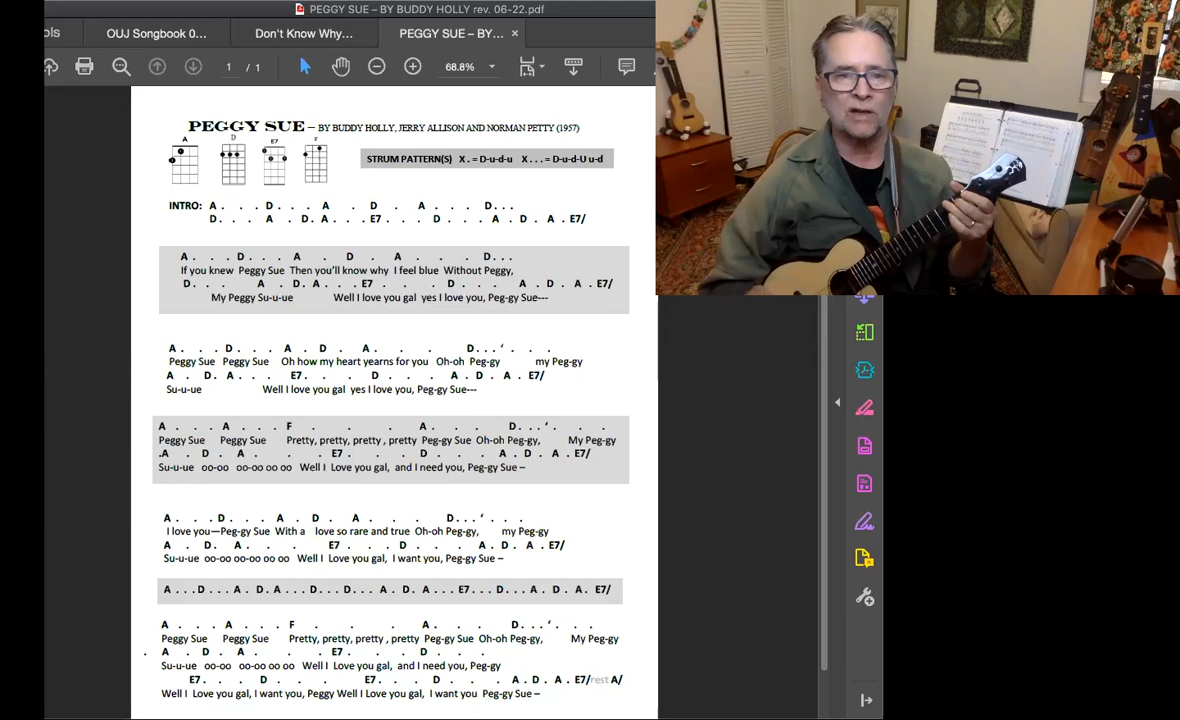 PEGGY SUE – BY BUDDY HOLLY rev. 06-22.pdf
ols OUJ Songbook 0... Don't Know Why... PEGGY SUE – BY... ×
1 / 1 68.8%
PEGGY SUE – BY BUDDY HOLLY, JERRY ALLISON AND NORMAN PETTY (1957)
A D E7 F
STRUM PATTERN(S) X . = D-u-d-u X . . . = D-u-d-U u-d
INTRO: A . . . D . . . A . D . A . . . D . . .
D . . . A . D. A . . . E7 . . . D . . . A . D . A . E7/
A . . . D . . . A . D . A . . . D . . .
If you knew Peggy Sue Then you'll know why I feel blue Without Peggy,
D . . . A . D. A . . . E7 . . . D . . . A . D . A . E7/
My Peggy Su-u-ue Well I love you gal yes I love you, Peg-gy Sue---
A . . . D . . . A . D . A . . . D . . . ‘ . . .
Peggy Sue Peggy Sue Oh how my heart yearns for you Oh-oh Peg-gy my Peg-gy
A . D. A . . . E7. . . D . . . A . D . A . E7/
Su-u-ue Well I love you gal yes I love you, Peg-gy Sue---
A . . . A . . . F . . . A . . . D . . . ‘ . . .
Peggy Sue Peggy Sue Pretty, pretty, pretty , pretty Peg-gy Sue Oh-oh Peg-gy, My Peg-gy
.A . D . A . . . E7 . . . D . . . A . D . A . E7/
Su-u-ue oo-oo oo-oo oo oo Well I Love you gal, and I need you, Peg-gy Sue –
A . . . D . . . A . D . A . . . D . . . ‘ . . .
I love you—Peg-gy Sue With a love so rare and true Oh-oh Peg-gy, my Peg-gy
A . D. A . . . E7 . . . D . . . A . D. A . E7/
Su-u-ue oo-oo oo-oo oo oo Well I Love you gal, I want you, Peg-gy Sue –
A . . . D . . . A . D. A . . . D . . . D . . . A . D. A . . . E7 . . . D . . . A . D . A . E7/
A . . . A . . . F . . . A . . . D . . . ‘ . . .
Peggy Sue Peggy Sue Pretty, pretty, pretty , pretty Peg-gy Sue Oh-oh Peg-gy, My Peg-gy
. A . D . A . . . E7 . . . D . . .
Su-u-ue oo-oo oo-oo oo oo Well I Love you gal, and I need you, Peg-gy
E7 . . . D . . . E7 . . . D . . . A . D . A . E7/rest A/
Well I Love you gal, I want you, Peggy Well I Love you gal, I want you Peg-gy Sue –